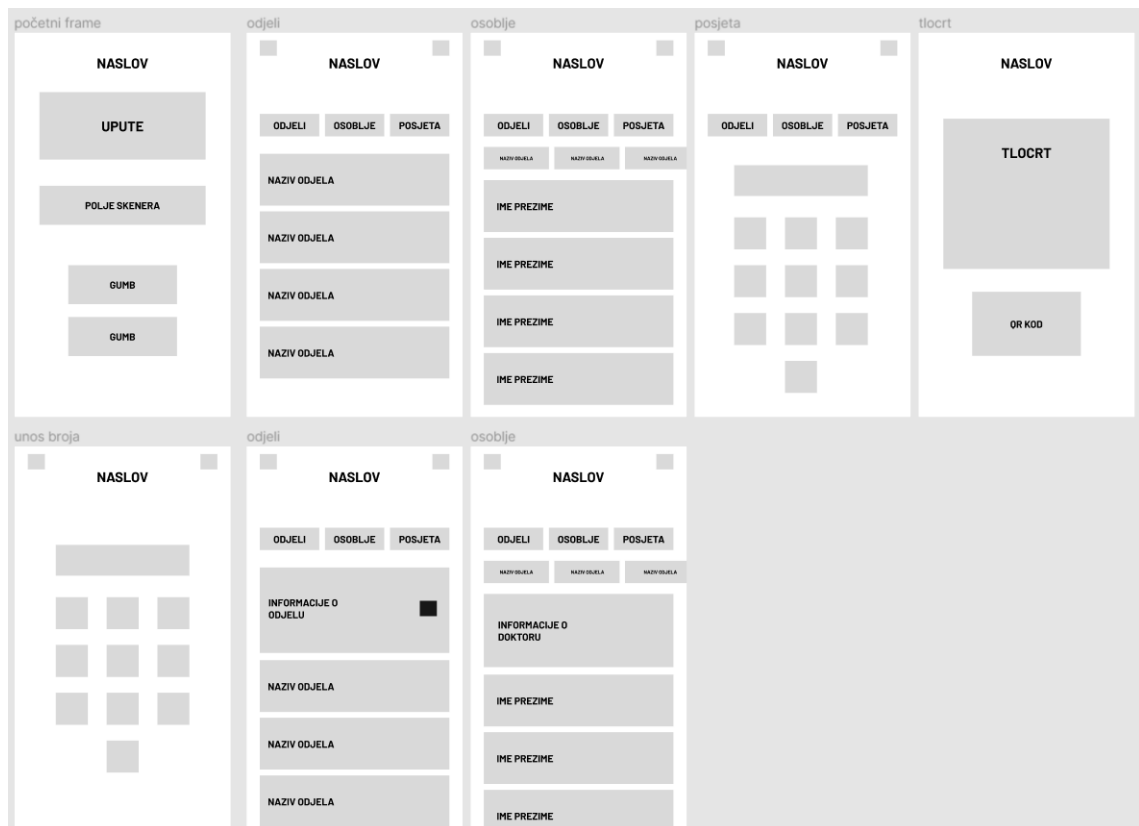 početni frame
NASLOV
UPUTE
POLJE SKENERA
GUMB
GUMB
odjeli
NASLOV
ODJELI OSOBLJE POSJETA
NAZIV ODJELA
NAZIV ODJELA
NAZIV ODJELA
NAZIV ODJELA
osoblje
NASLOV
ODJELI OSOBLJE POSJETA
NAZIV ODJELA NAZIV ODJELA NAZIV ODJELA
IME PREZIME
IME PREZIME
IME PREZIME
IME PREZIME
posjeta
NASLOV
ODJELI OSOBLJE POSJETA
tlocrt
NASLOV
TLOCRT
QR KOD
unos broja
NASLOV
odjeli
NASLOV
ODJELI OSOBLJE POSJETA
INFORMACIJE O
ODJELU
NAZIV ODJELA
NAZIV ODJELA
NAZIV ODJELA
osoblje
NASLOV
ODJELI OSOBLJE POSJETA
NAZIV ODJELA NAZIV ODJELA NAZIV ODJELA
INFORMACIJE O
DOKTORU
IME PREZIME
IME PREZIME
IME PREZIME